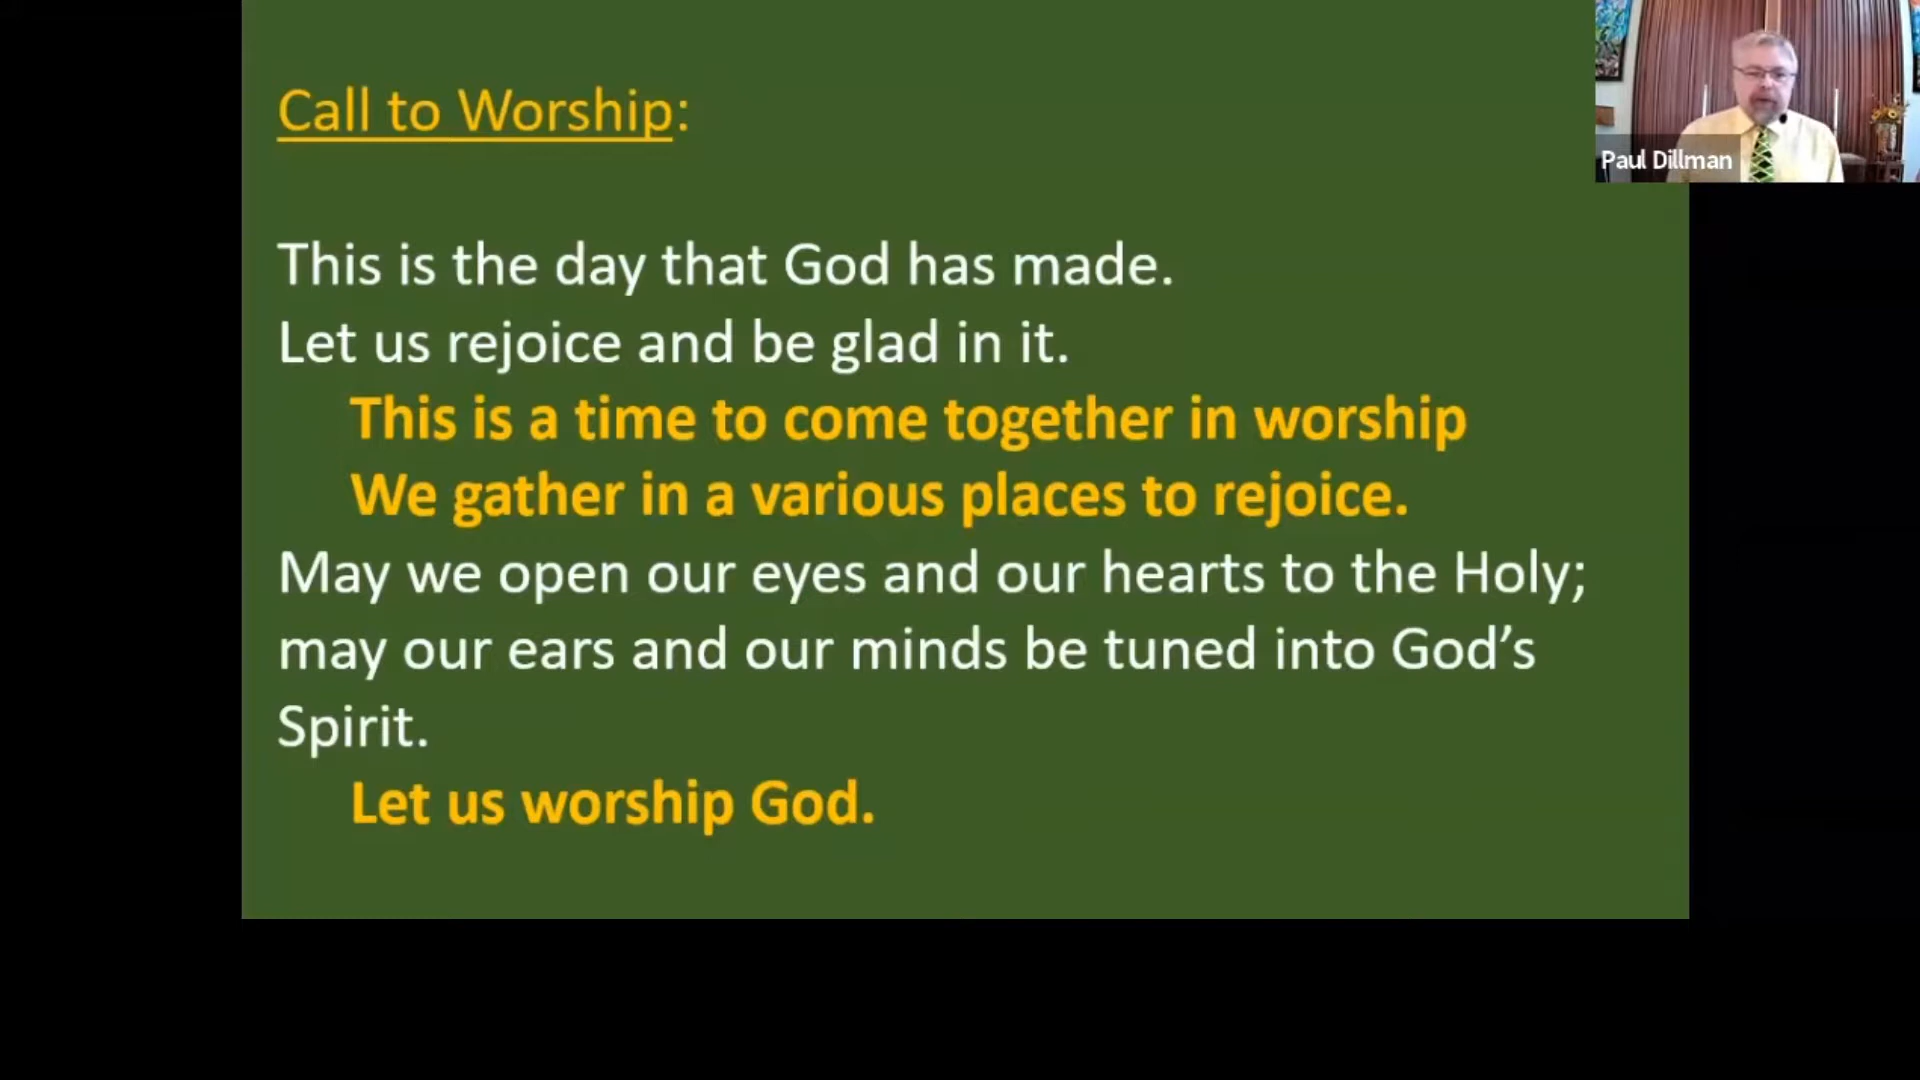 Call to Worship:
Paul Dillman
This is the day that God has made.
Let us rejoice and be glad in it.
This is a time to come together in worship
We gather in a various places to rejoice.
May we open our eyes and our hearts to the Holy;
may our ears and our minds be tuned into God’s
Spirit.
Let us worship God.